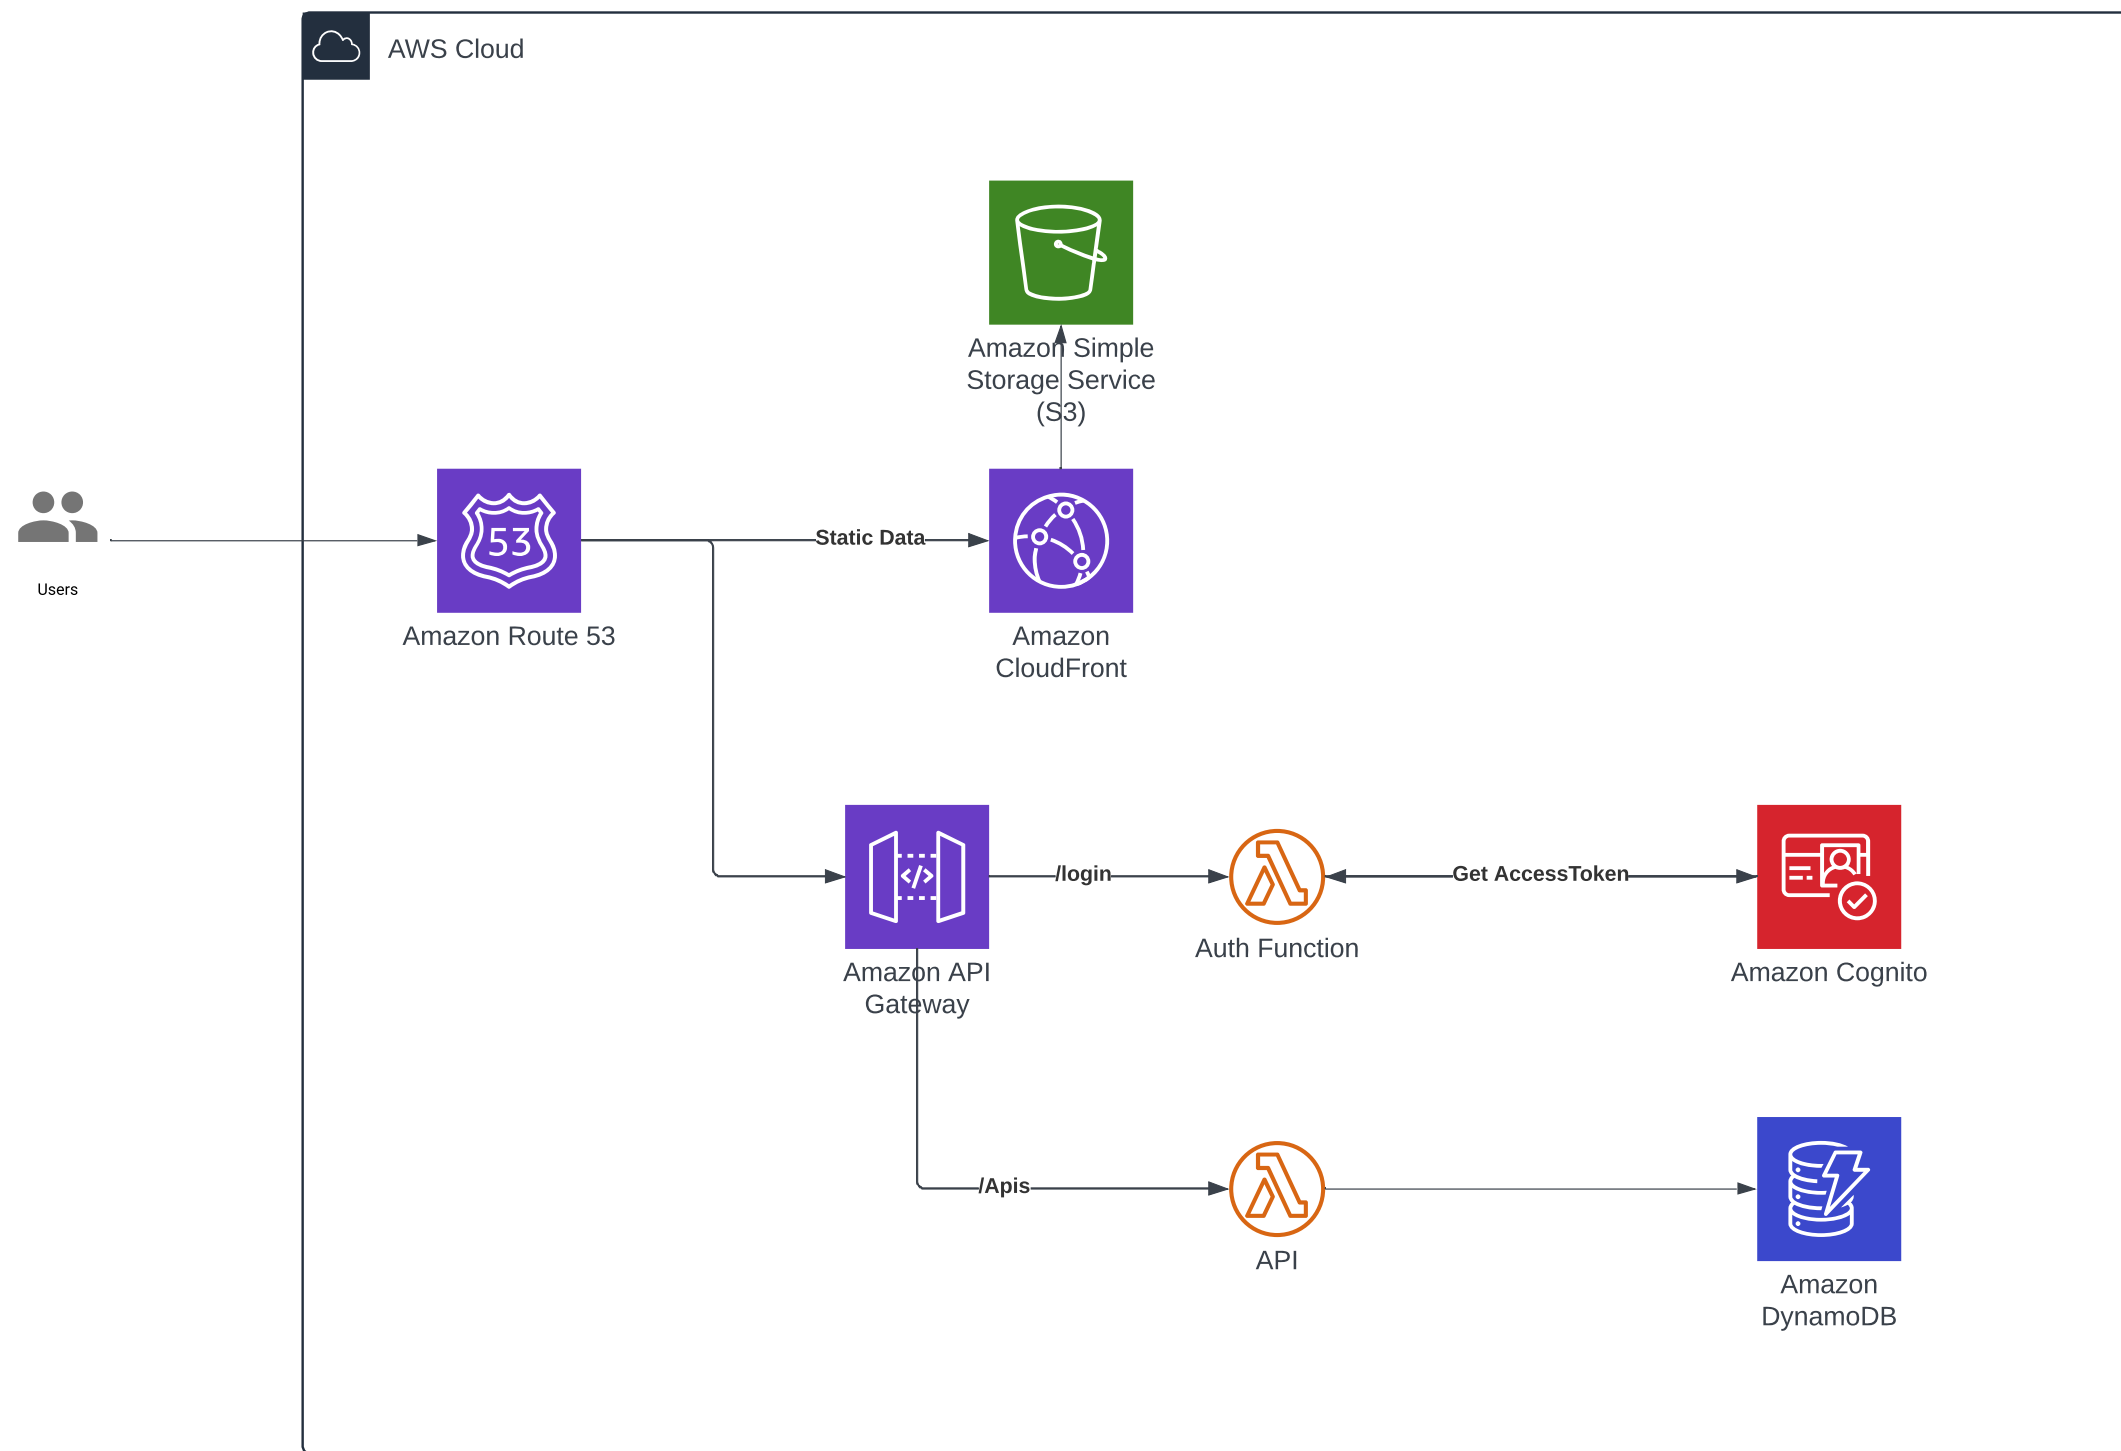 AWS Cloud
Amazon Simple
Storage Service
(S3)
Users
53
Amazon Route 53
Static Data
Amazon
CloudFront
Amazon API
Gateway
/login
Auth Function
Get AccessToken
Amazon Cognito
/Apis
API
Amazon
DynamoDB